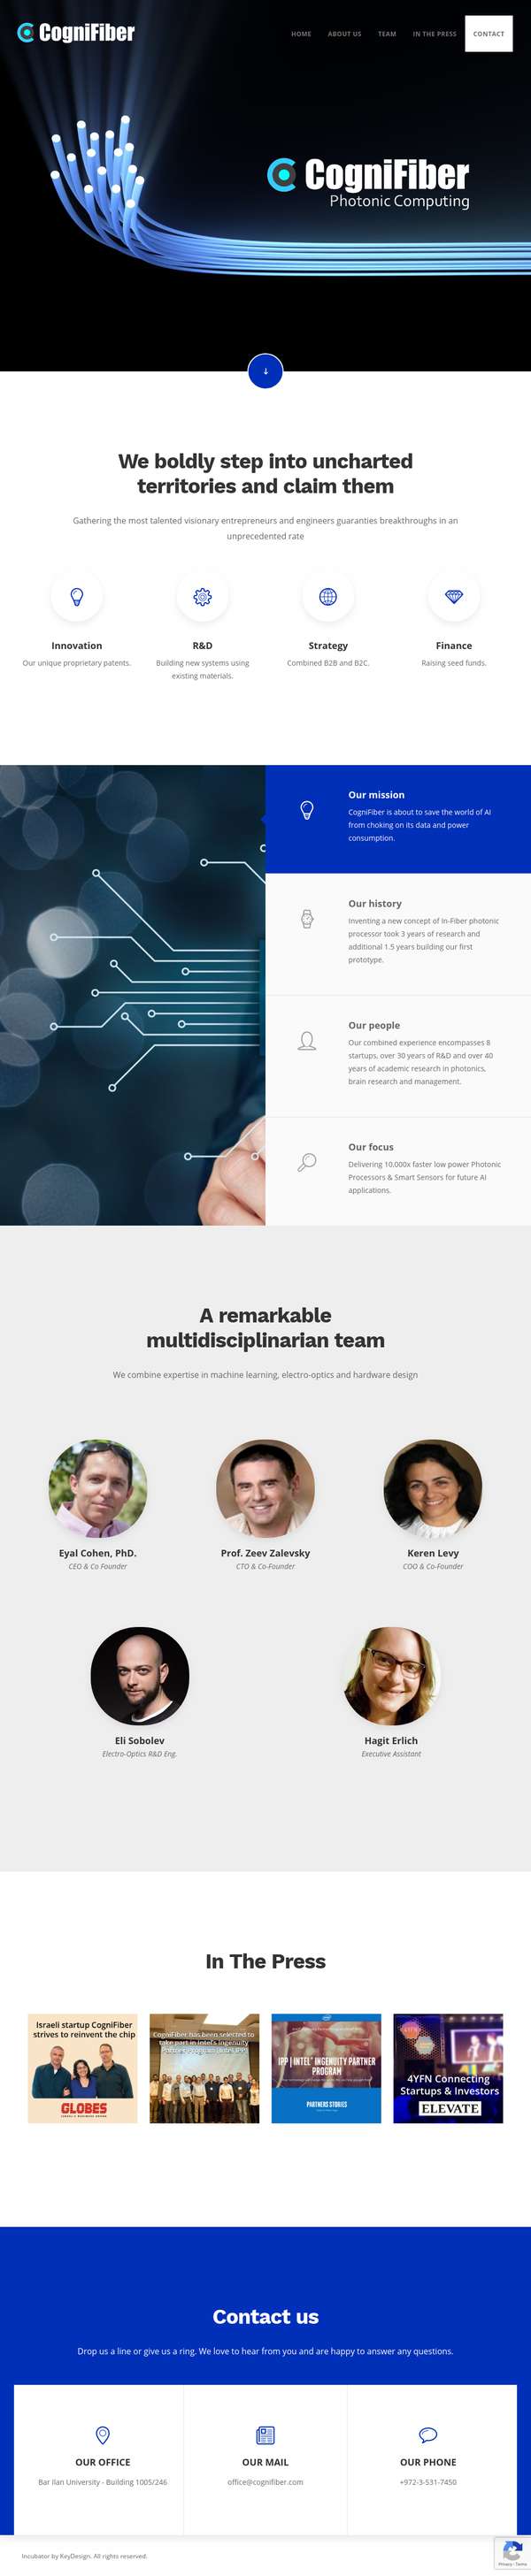 CogniFiber
HOME ABOUT US TEAM IN THE PRESS CONTACT
CogniFiber
Photonic Computing
We boldly step into uncharted
territories and claim them
Gathering the most talented visionary entrepreneurs and engineers guaranties breakthroughs in an
unprecedented rate
Innovation
Our unique proprietary patents.
R&D
Building new systems using
existing materials.
Strategy
Combined B2B and B2C.
Finance
Raising seed funds.
Our mission
CogniFiber is about to save the world of AI
from choking on its data and power
consumption.
Our history
Inventing a new concept of In-Fiber photonic
processor took 3 years of research and
additional 1.5 years building our first
prototype.
Our people
Our combined experience encompasses 8
startups, over 30 years of R&D and over 40
years of academic research in photonics,
brain research and management.
Our focus
Delivering 10,000x faster low power Photonic
Processors & Smart Sensors for future AI
applications.
A remarkable
multidisciplinarian team
We combine expertise in machine learning, electro-optics and hardware design
Eyal Cohen, PhD.
CEO & Co Founder
Prof. Zeev Zalevsky
CTO & Co-Founder
Keren Levy
COO & Co-Founder
Eli Sobolev
Electro-Optics R&D Eng.
Hagit Erlich
Executive Assistant
In The Press
Israeli startup CogniFiber
strives to reinvent the chip
GLOBES
CogniFiber has been selected to
take part in Intel's Ingenuity
Partner Program (Intel IPP)
intel
IPP | INTEL® INGENUITY PARTNER
PROGRAM
PARTNERS STORIES
4YFN Connecting
Startups & Investors
ELEVATE
Contact us
Drop us a line or give us a ring. We love to hear from you and are happy to answer any questions.
OUR OFFICE
Bar Ilan University - Building 1005/246
OUR MAIL
office@cognifiber.com
OUR PHONE
+972-3-531-7450
Incubator by KeyDesign. All rights reserved.
Privacy - Terms